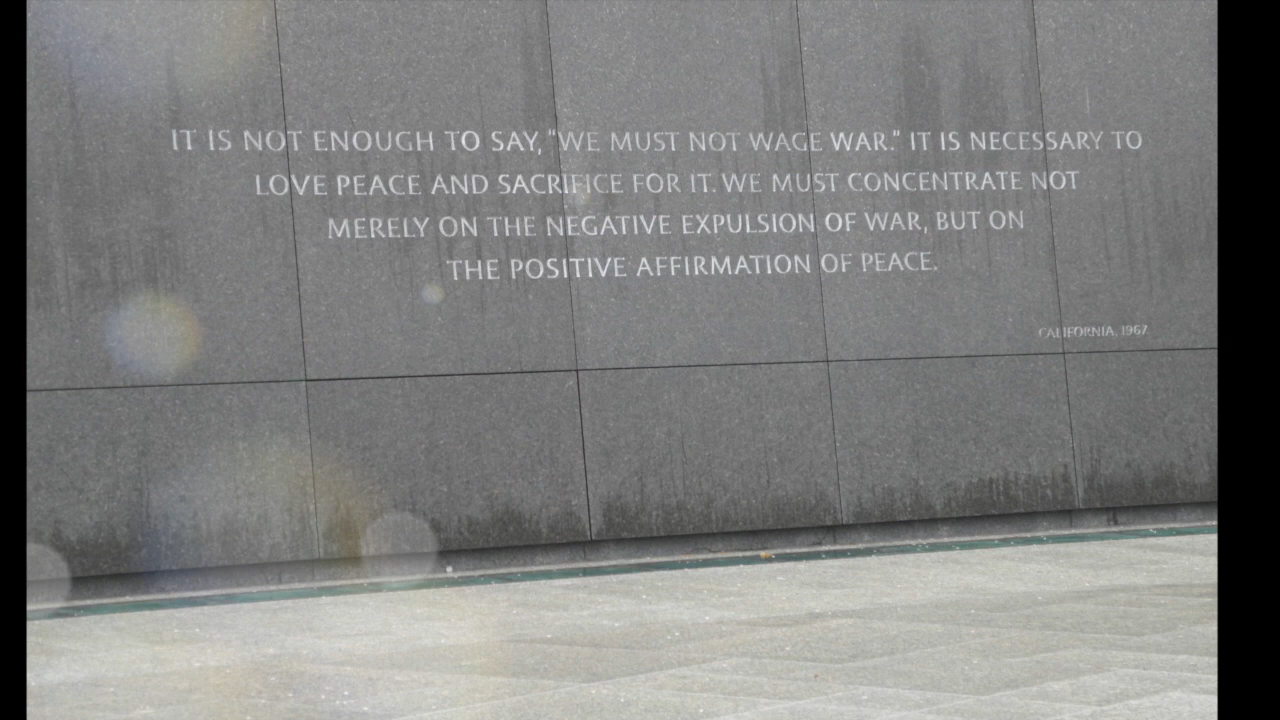 IT IS NOT ENOUGH TO SAY, "WE MUST NOT WAGE WAR." IT IS NECESSARY TO
LOVE PEACE AND SACRIFICE FOR IT. WE MUST CONCENTRATE NOT
MERELY ON THE NEGATIVE EXPULSION OF WAR, BUT ON
THE POSITIVE AFFIRMATION OF PEACE.
CALIFORNIA, 1967